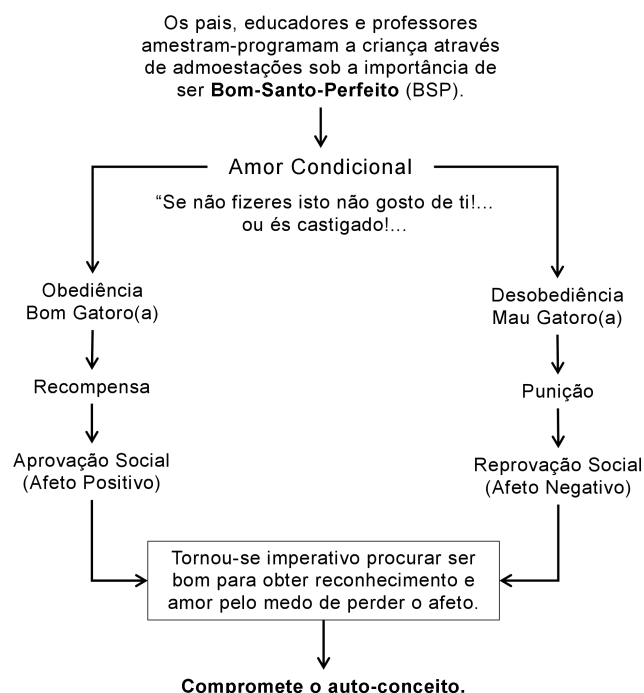 Os pais, educadores e professores
amestram-programam a criança através
de admoestações sob a importância de
ser Bom-Santo-Perfeito (BSP).
Amor Condicional
“Se não fizeres isto não gosto de ti!...
ou és castigado!...
Obediência
Bom Gatoro(a)
Recompensa
Aprovação Social
(Afeto Positivo)
Desobediência
Mau Gatoro(a)
Punição
Reprovação Social
(Afeto Negativo)
Tornou-se imperativo procurar ser
bom para obter reconhecimento e
amor pelo medo de perder o afeto.
Compromete o auto-conceito.